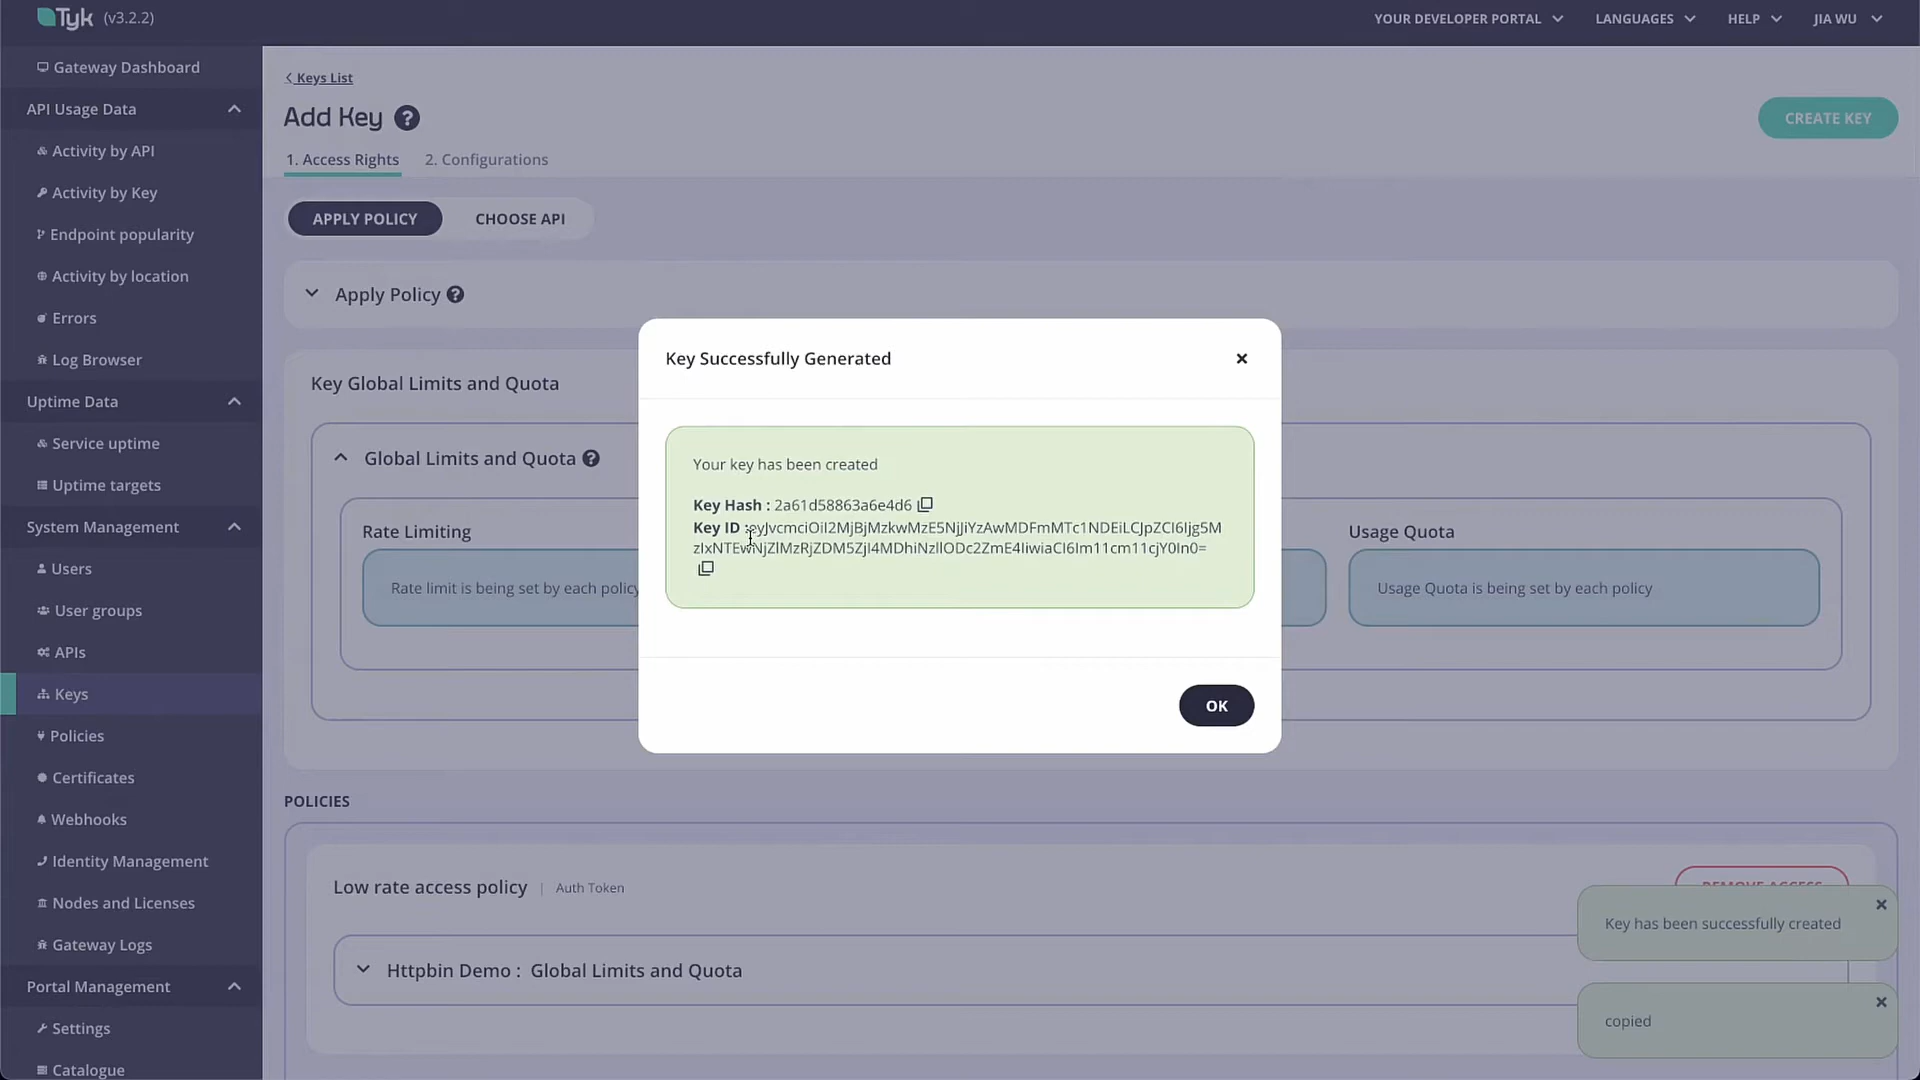 Tyk (v3.2.2)
YOUR DEVELOPER PORTAL
LANGUAGES
HELP
JIA WU
Gateway Dashboard
API Usage Data
Activity by API
Activity by Key
Endpoint popularity
Activity by location
Errors
Log Browser
Uptime Data
Service uptime
Uptime targets
System Management
Users
User groups
APIs
Keys
Policies
Certificates
Webhooks
Identity Management
Nodes and Licenses
Gateway Logs
Portal Management
Settings
Catalogue
Keys List
Add Key
CREATE KEY
1. Access Rights
2. Configurations
APPLY POLICY
CHOOSE API
Apply Policy
Key Global Limits and Quota
Global Limits and Quota
Rate Limiting
Rate limit is being set by each policy
Usage Quota
Usage Quota is being set by each policy
Key Successfully Generated
Your key has been created
Key Hash : 2a61d58863a6e4d6
Key ID :
OK
POLICIES
Low rate access policy | Auth Token
REMOVE ACCESS
Httpbin Demo : Global Limits and Quota
Key has been successfully created
copied